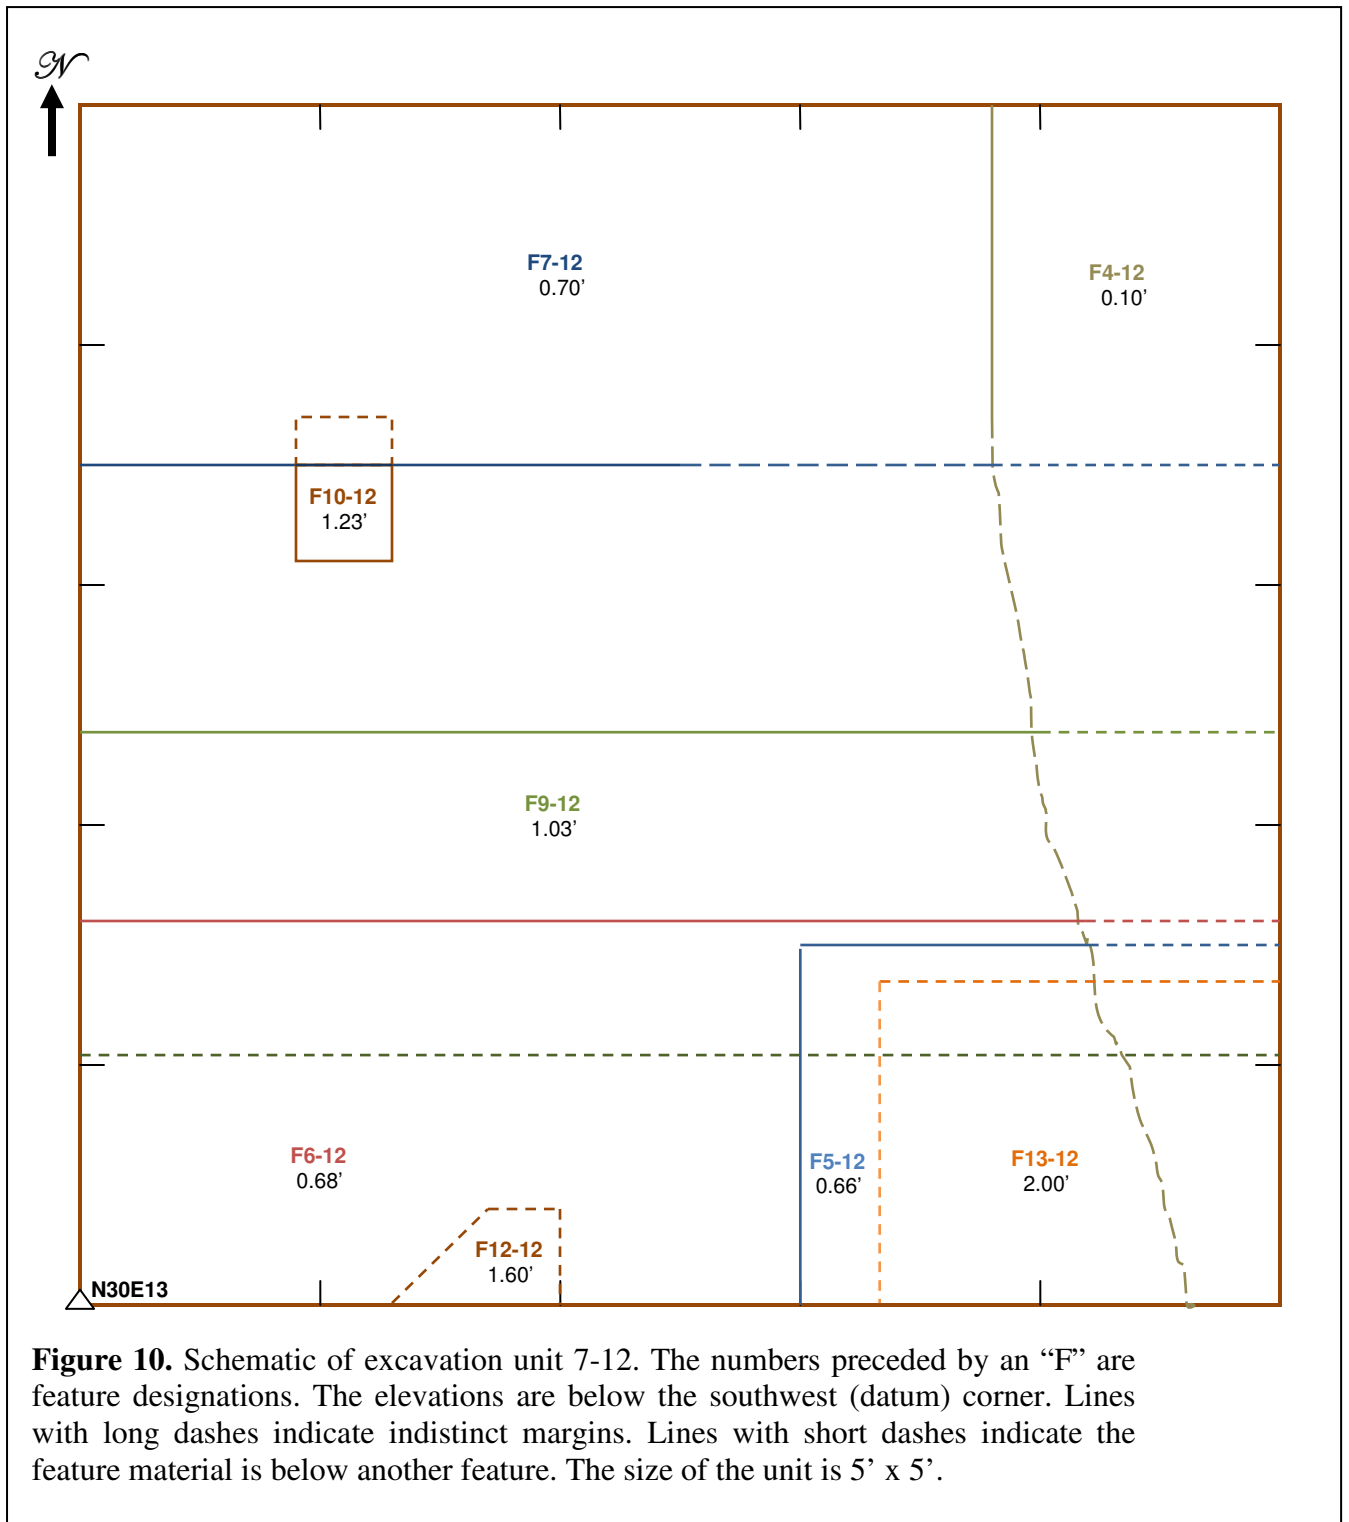 N
F7-12
0.70’
F4-12
0.10’
F10-12
1.23’
F9-12
1.03’
F6-12
0.68’
F5-12
0.66’
F13-12
2.00’
F12-12
1.60’
N30E13
Figure 10. Schematic of excavation unit 7-12. The numbers preceded by an “F” are
feature designations. The elevations are below the southwest (datum) corner. Lines
with long dashes indicate indistinct margins. Lines with short dashes indicate the
feature material is below another feature. The size of the unit is 5’ x 5’.